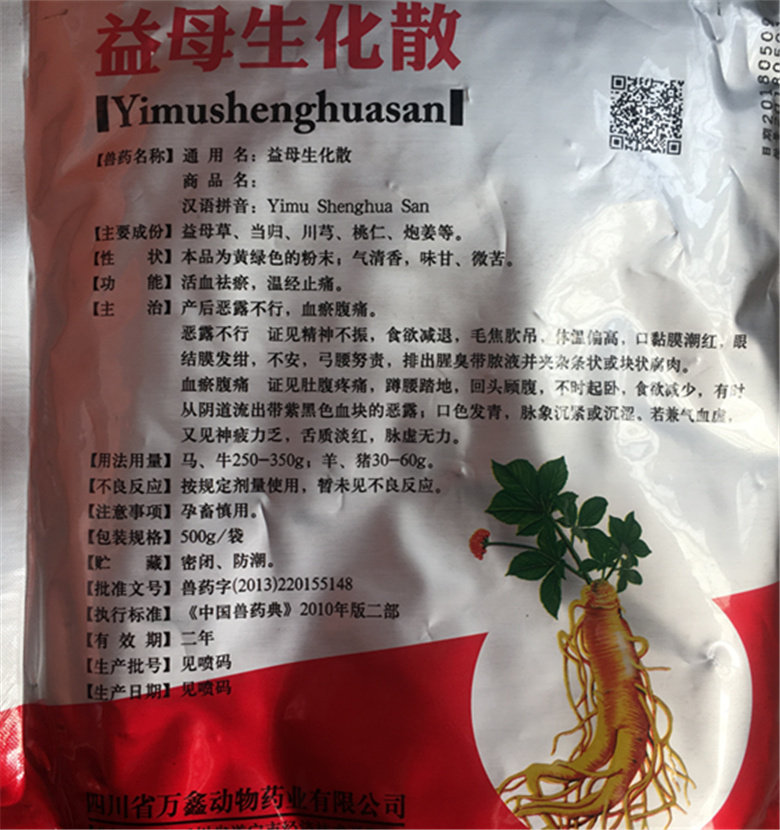 益母生化散
【Yimushenghuasan】
【兽药名称】通 用 名：益母生化散
商 品 名：
汉语拼音：Yimu Shenghua San
【主要成份】益母草、当归、川芎、桃仁、炮姜等。
【性 状】本品为黄绿色的粉末；气清香，味甘、微苦。
【功 能】活血祛瘀，温经止痛。
【主 治】产后恶露不行，血瘀腹痛。
恶露不行 证见精神不振，食欲减退，毛焦肷吊，体温偏高，口黏膜潮红，眼
结膜发绀，不安，弓腰努责，排出腥臭带脓液并夹杂条状或块状腐肉。
血瘀腹痛 证见肚腹疼痛，蹲腰踏地，回头顾腹，不时起卧，食欲减少，有时
从阴道流出带紫黑色血块的恶露；口色发青，脉象沉紧或沉涩。若兼气血虚，
又见神疲力乏，舌质淡红，脉虚无力。
【用法用量】马、牛250-350g；羊、猪30-60g。
【不良反应】按规定剂量使用，暂未见不良反应。
【注意事项】孕畜慎用。
【包装规格】500g/袋
【贮 藏】密闭、防潮。
【批准文号】兽药字(2013)220155148
【执行标准】《中国兽药典》2010年版二部
【有 效 期】二年
【生产批号】见喷码
【生产日期】见喷码
四川省万鑫动物药业有限公司
20180509